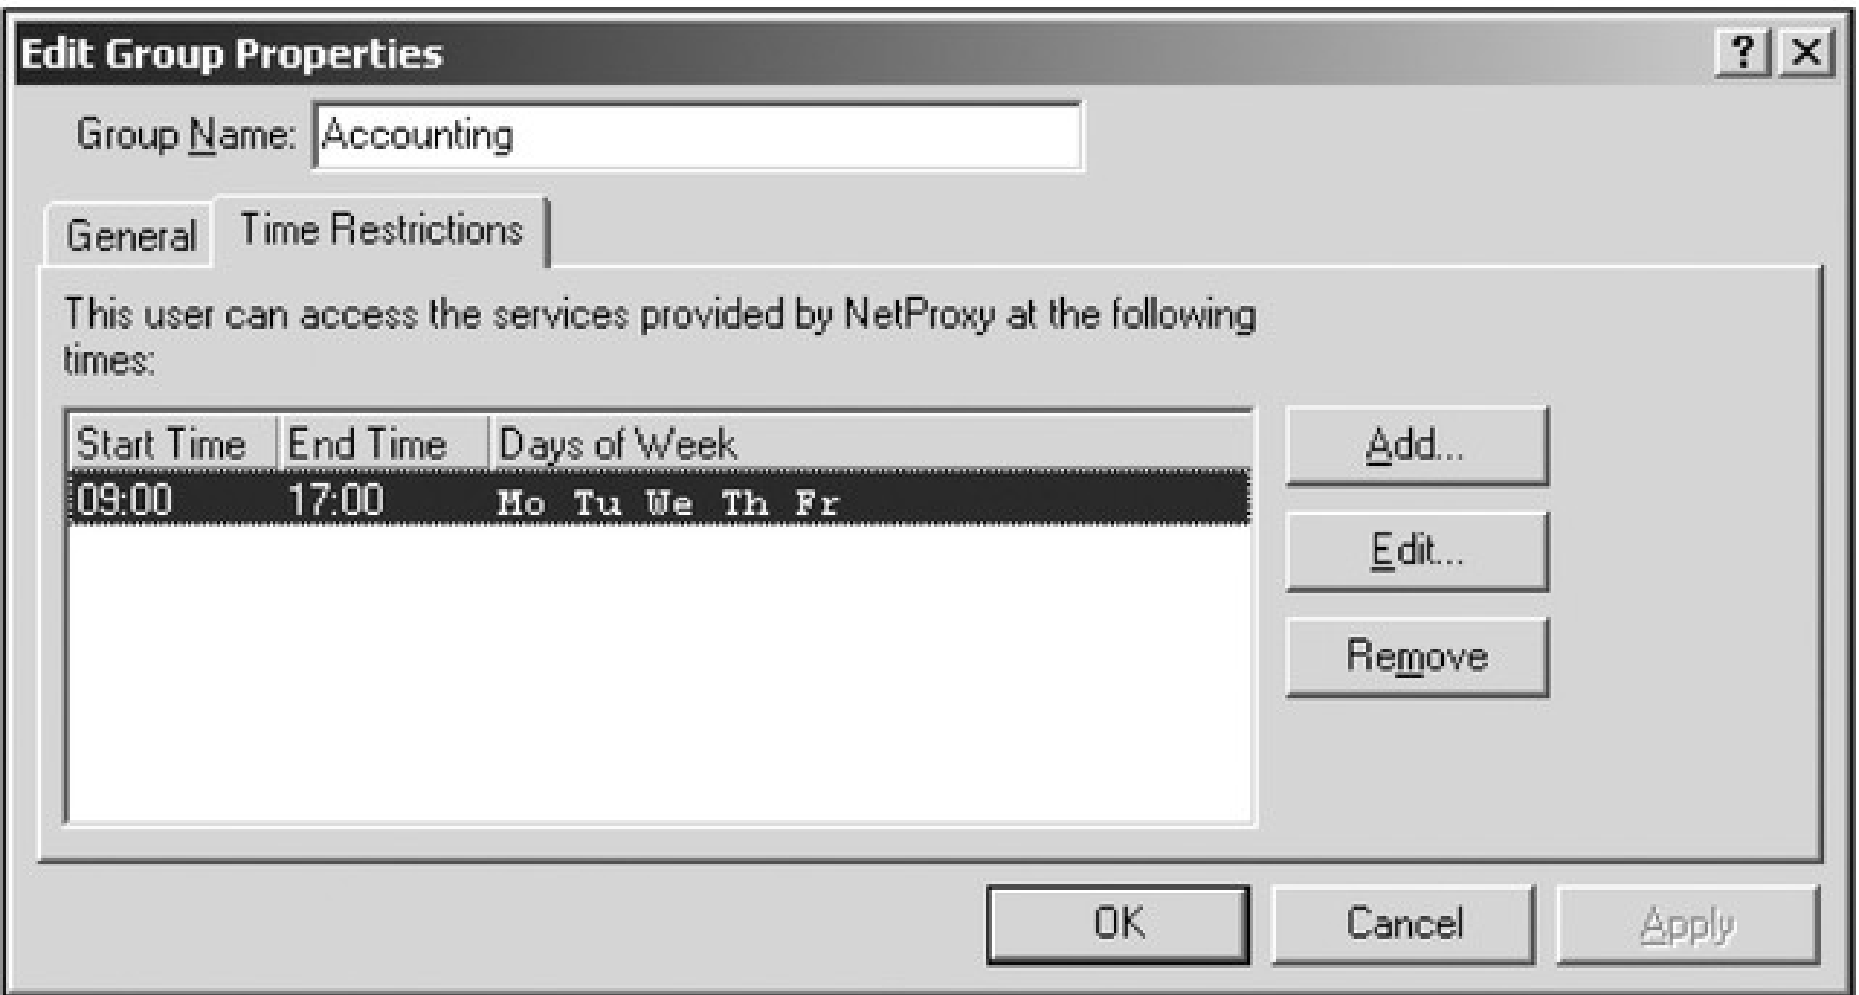 Edit Group Properties
? X
Group Name: Accounting
General Time Restrictions
This user can access the services provided by NetProxy at the following
times:
Start Time End Time Days of Week
Add...
09:00 17:00 Mo Tu We Th Fr
Edit...
Remove
OK Cancel Apply